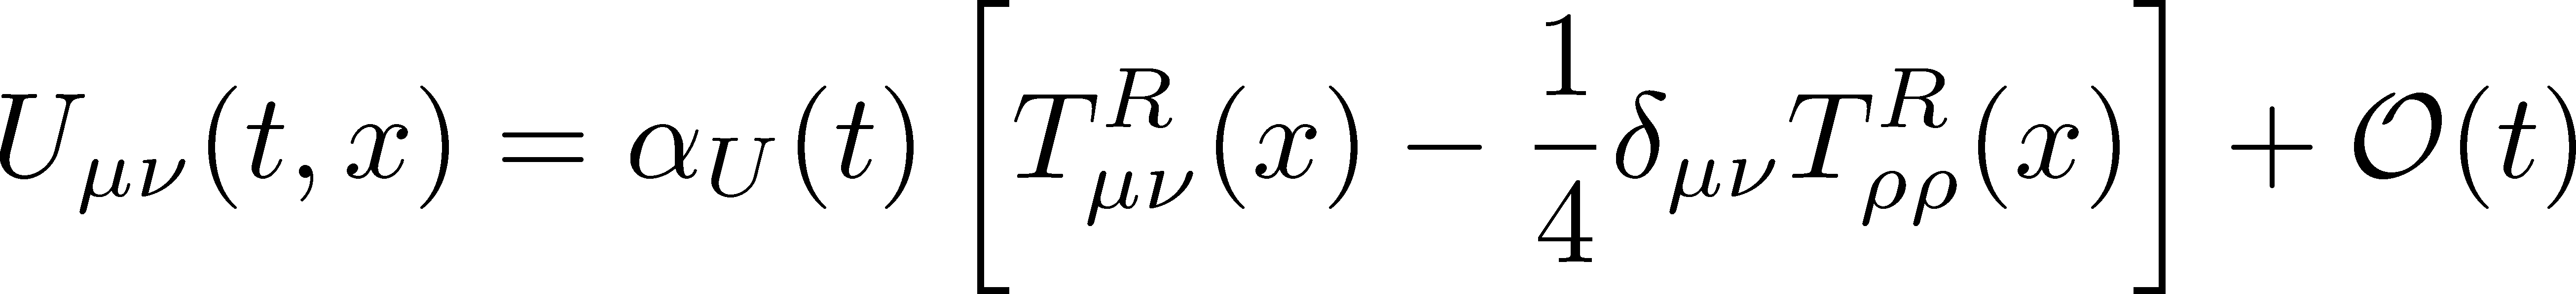 $U_{\mu\nu}(t,x) = \alpha_U(t) \left[ T^R_{\mu\nu}(x) - \frac{1}{4} \delta_{\mu\nu} T^R_{\rho\rho}(x) \right] + \mathcal{O}(t)$